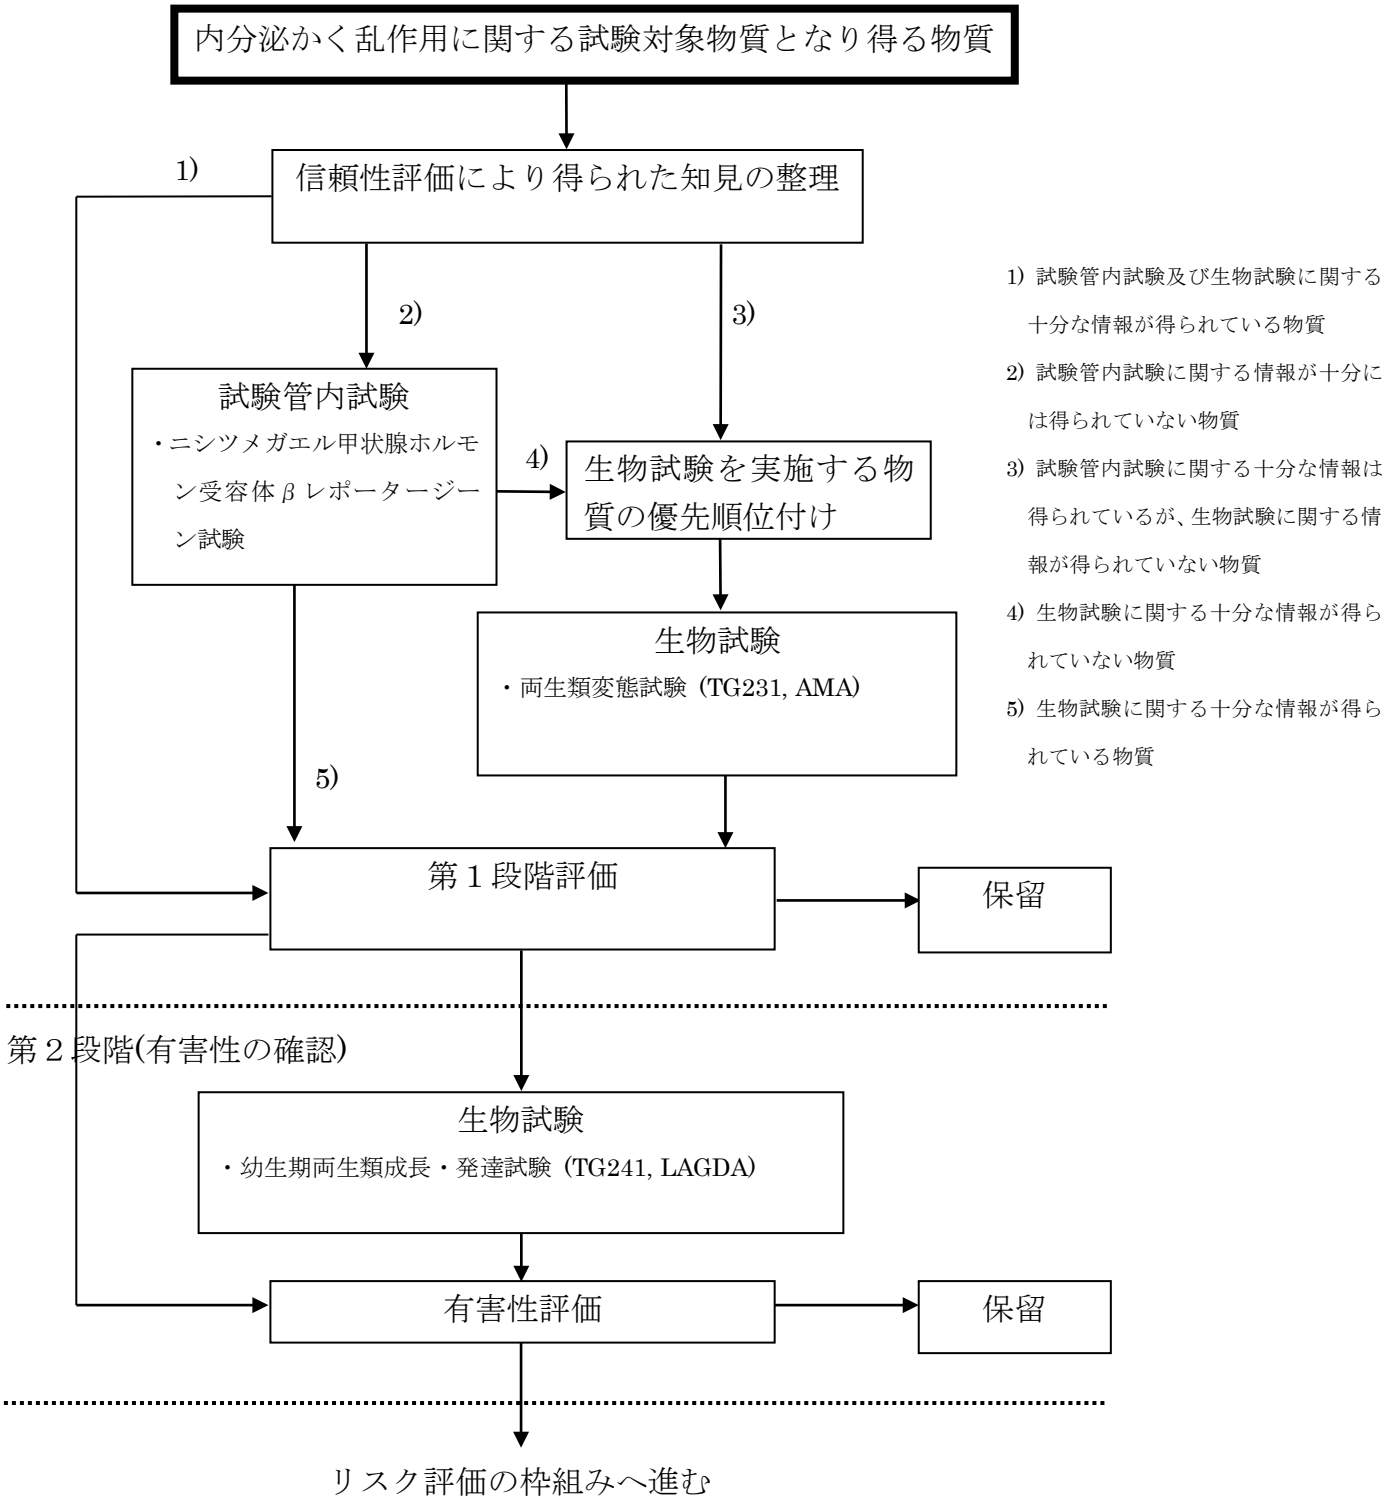 内分泌かく乱作用に関する試験対象物質となり得る物質
1)
信頼性評価により得られた知見の整理
2)
3)
試験管内試験
・ニシツメガエル甲状腺ホルモ
ン受容体βレポータージー
ン試験
4)
生物試験を実施する物
質の優先順位付け
生物試験
・両生類変態試験 (TG231, AMA)
5)
1) 試験管内試験及び生物試験に関する
十分な情報が得られている物質
2) 試験管内試験に関する情報が十分に
は得られていない物質
3) 試験管内試験に関する十分な情報は
得られているが、生物試験に関する情
報が得られていない物質
4) 生物試験に関する十分な情報が得ら
れていない物質
5) 生物試験に関する十分な情報が得ら
れている物質
第１段階評価
保留
第２段階(有害性の確認)
生物試験
・幼生期両生類成長・発達試験 (TG241, LAGDA)
有害性評価
保留
リスク評価の枠組みへ進む